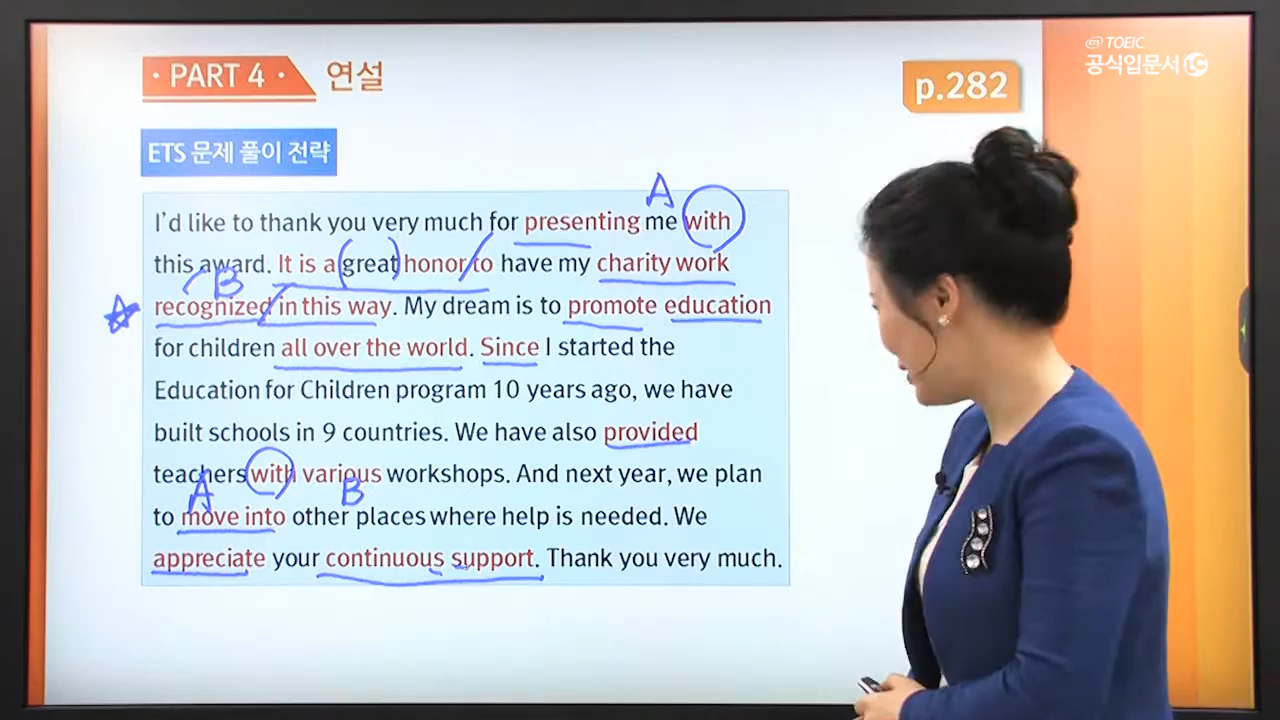 PART 4 · 연설
ETS TOEIC
공식입문서 LC
p.282
ETS 문제 풀이 전략
A
I'd like to thank you very much for presenting me with
this award. It is a great honor to have my charity work
B
recognized in this way. My dream is to promote education
for children all over the world. Since I started the
Education for Children program 10 years ago, we have
built schools in 9 countries. We have also provided
teachers with various workshops. And next year, we plan
A B
to move into other places where help is needed. We
appreciate your continuous support. Thank you very much.